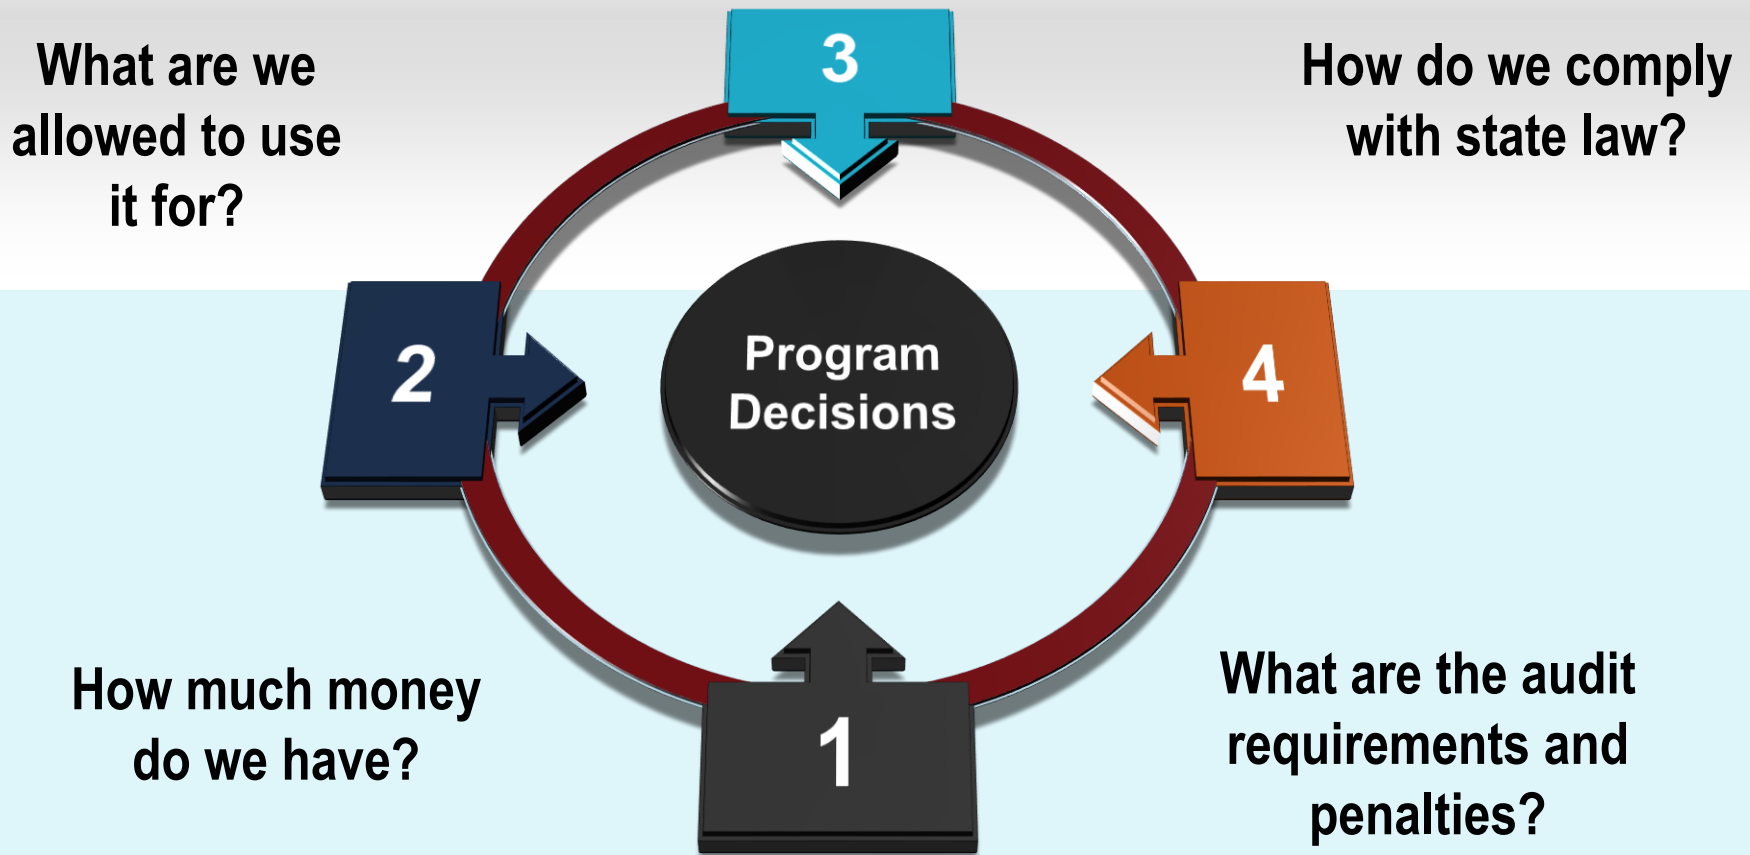 What are we
allowed to use
it for?
3
How do we comply
with state law?
2
Program
Decisions
4
How much money
do we have?
1
What are the audit
requirements and
penalties?